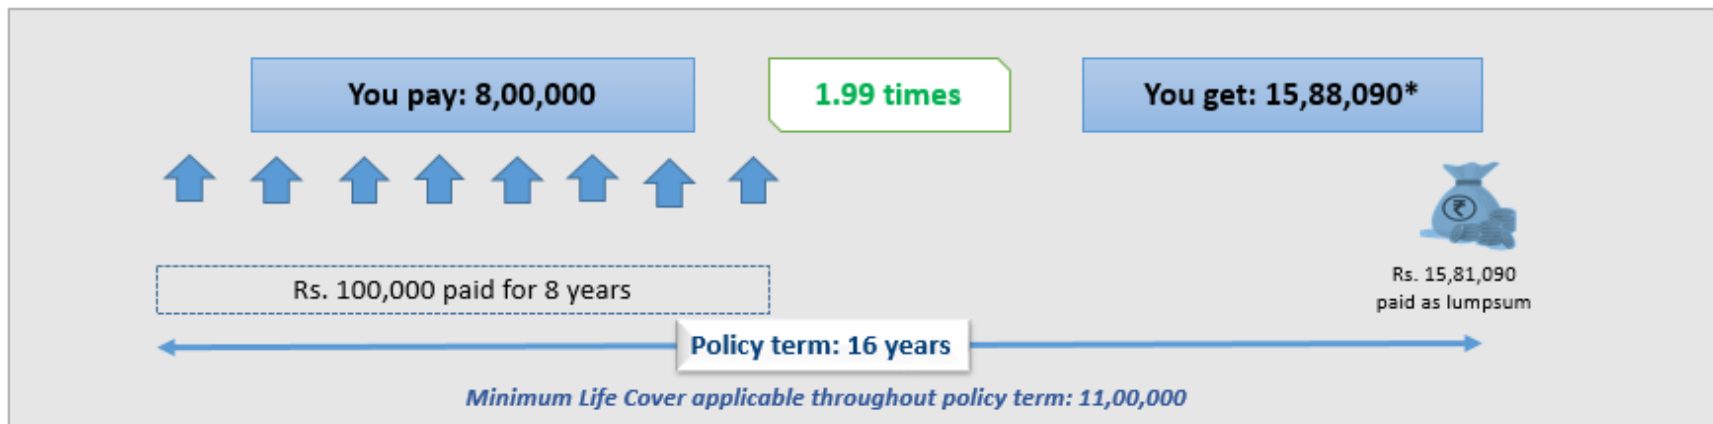 You pay: 8,00,000
1.99 times
You get: 15,88,090*
₹
Rs. 15,81,090
paid as lumpsum
Rs. 100,000 paid for 8 years
Policy term: 16 years
Minimum Life Cover applicable throughout policy term: 11,00,000